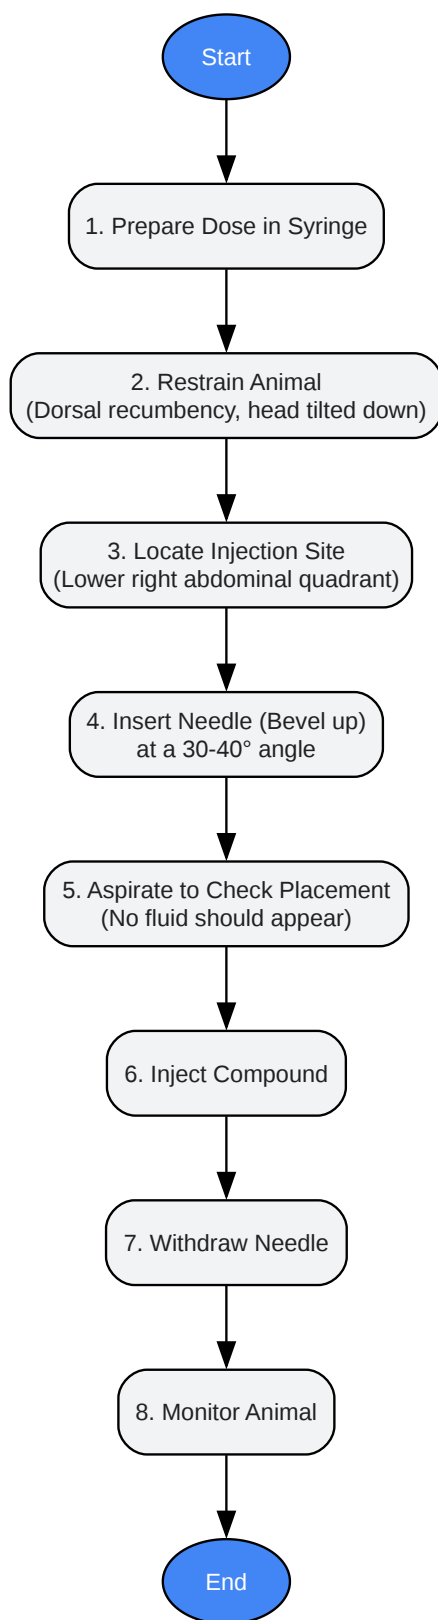 Start
1. Prepare Dose in Syringe
2. Restrain Animal
(Dorsal recumbency, head tilted down)
3. Locate Injection Site
(Lower right abdominal quadrant)
4. Insert Needle (Bevel up)
at a 30-40° angle
5. Aspirate to Check Placement
(No fluid should appear)
6. Inject Compound
7. Withdraw Needle
8. Monitor Animal
End